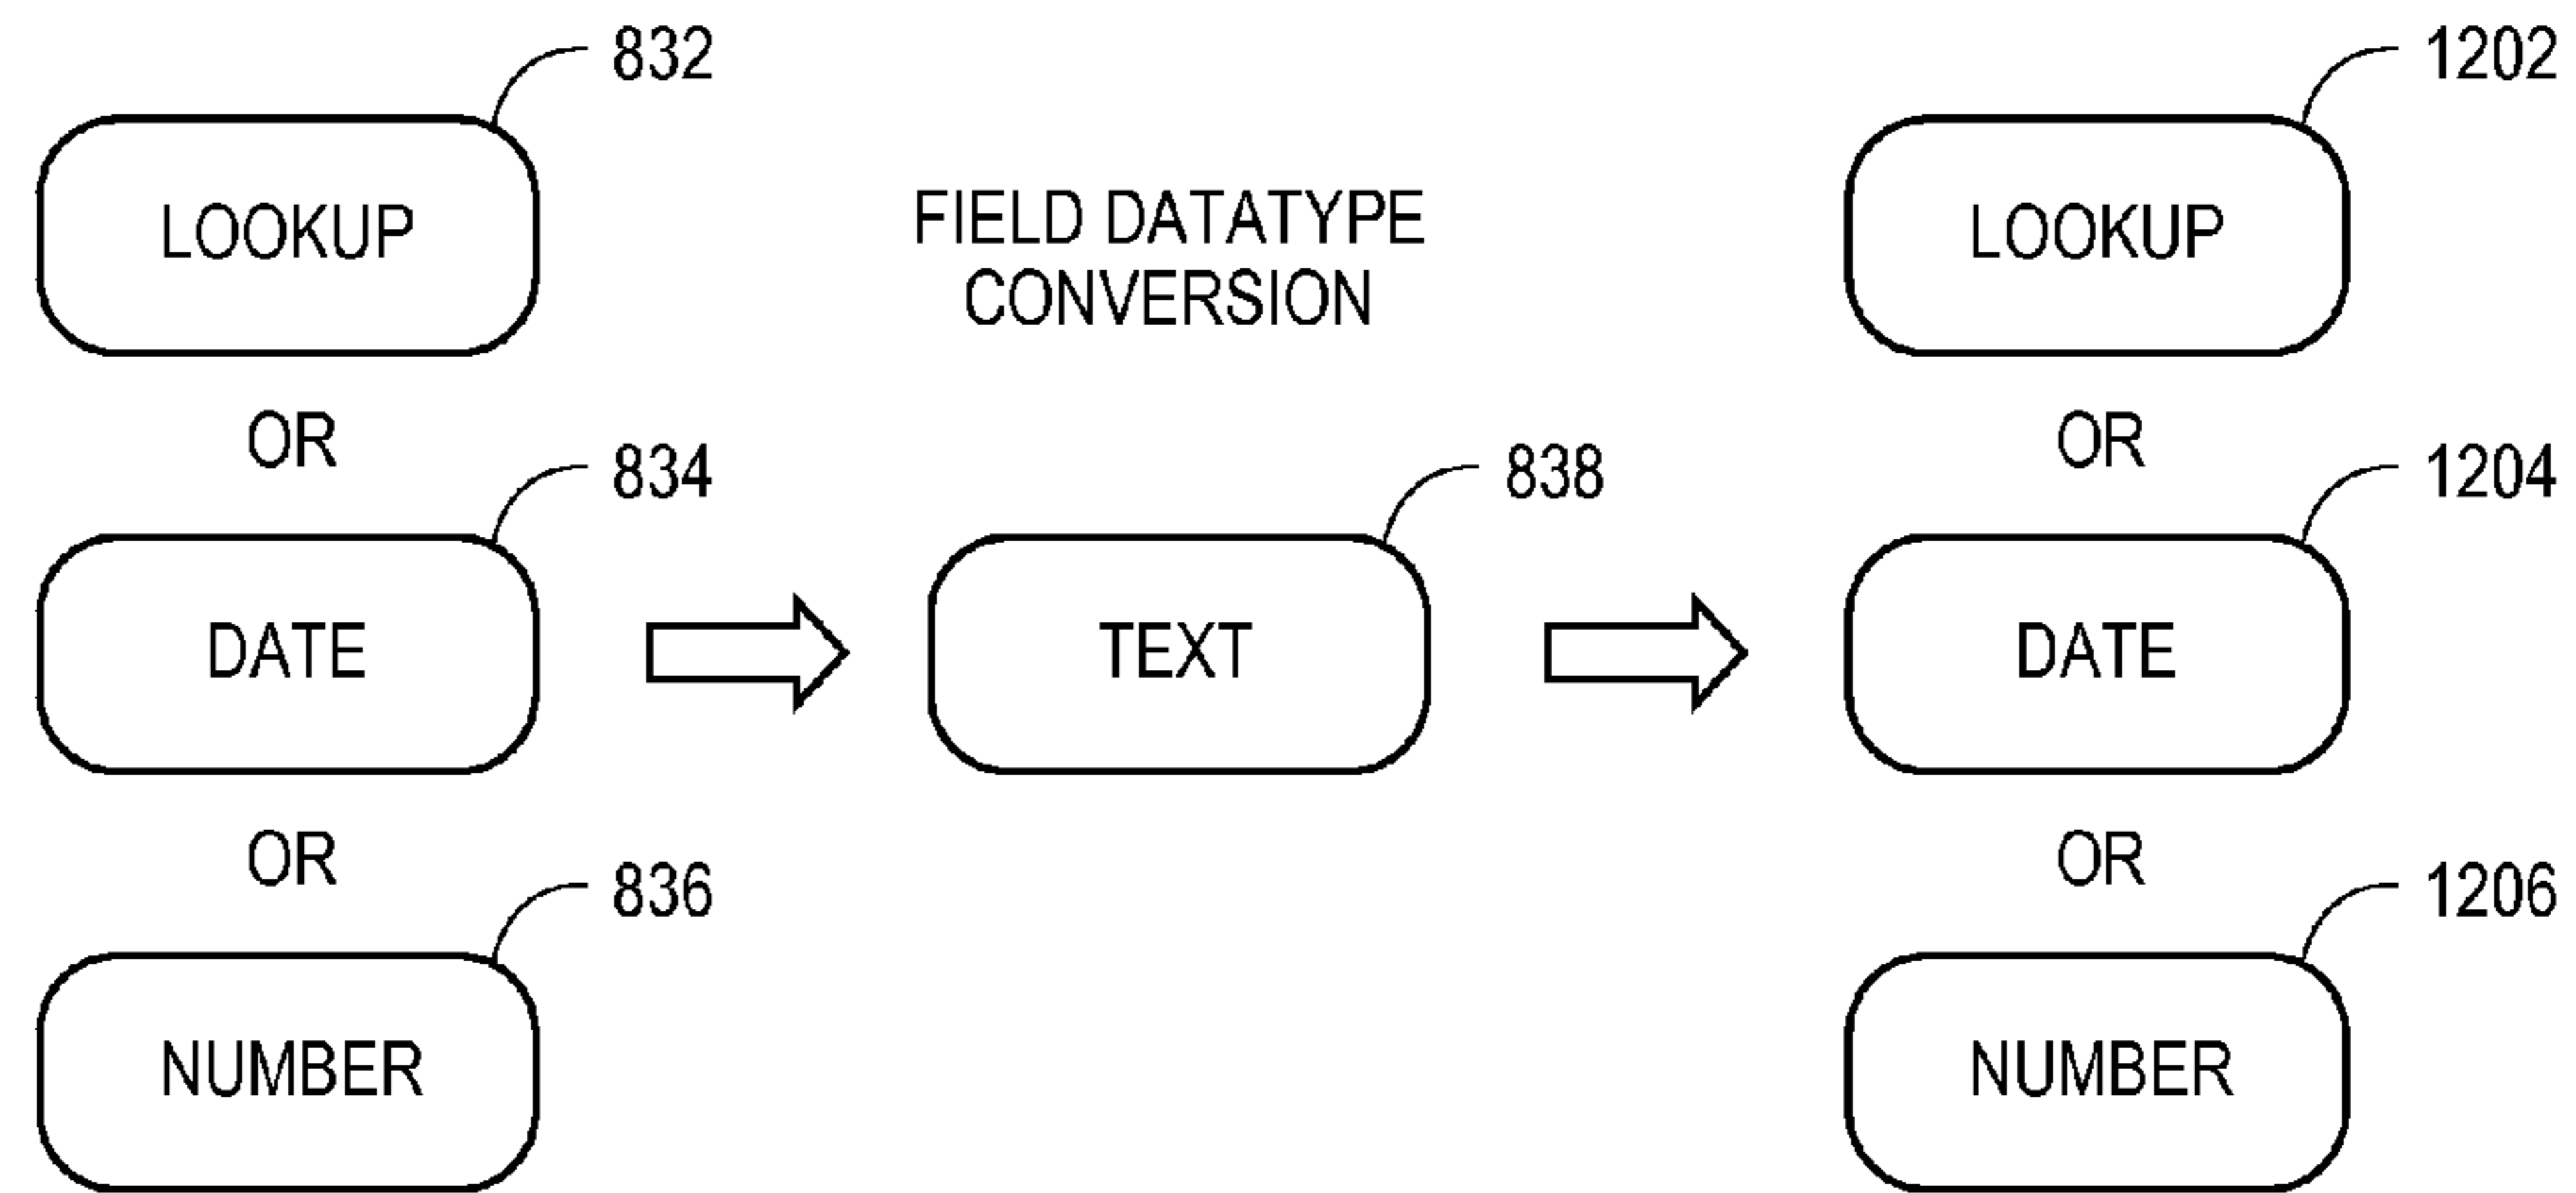 832
1202
LOOKUP
FIELD DATATYPE
CONVERSION
LOOKUP
OR
OR
834
838
1204
DATE
TEXT
DATE
OR
OR
836
1206
NUMBER
NUMBER